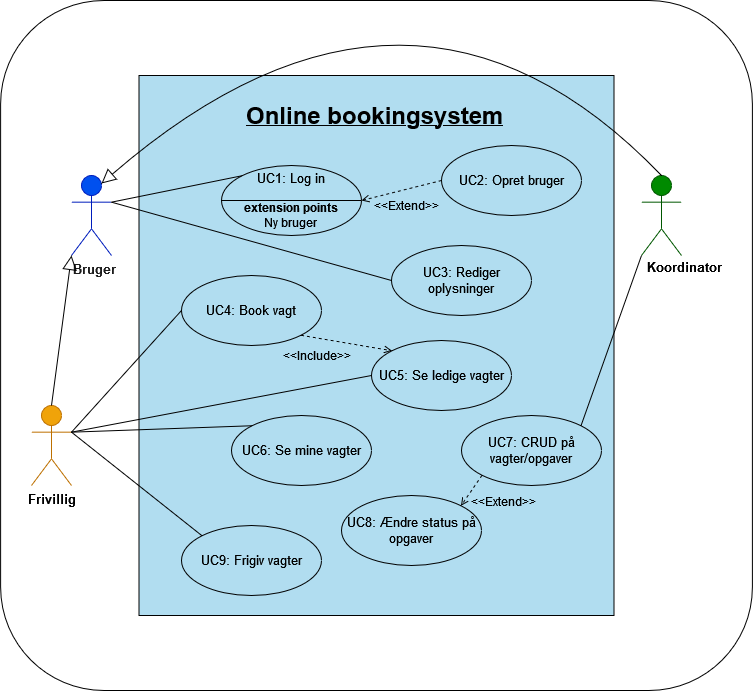 Online bookingsystem
UC1: Log in
extension points
Ny bruger
<<Extend>>
UC2: Opret bruger
Bruger
Koordinator
UC3: Rediger
oplysninger
UC4: Book vagt
<<Include>>
UC5: Se ledige vagter
Frivillig
UC6: Se mine vagter
UC7: CRUD på
vagter/opgaver
<<Extend>>
UC8: Ændre status på
opgaver
UC9: Frigiv vagter